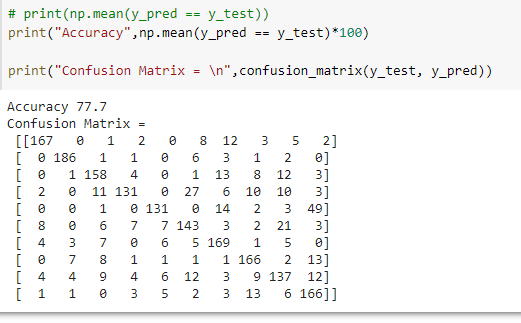 # print(np.mean(y_pred == y_test))
print("Accuracy",np.mean(y_pred == y_test)*100)
print("Confusion Matrix = \n",confusion_matrix(y_test, y_pred))
Accuracy 77.7
Confusion Matrix =
[[167 0 1 2 0 8 12 3 5 2]
[ 0 186 1 1 0 6 3 1 2 0]
[ 0 1 158 4 0 1 13 8 12 3]
[ 2 0 11 131 0 27 6 10 10 3]
[ 0 0 1 0 131 0 14 2 3 49]
[ 8 0 6 7 7 143 3 2 21 3]
[ 4 3 7 0 6 5 169 1 5 0]
[ 0 7 8 1 1 1 1 166 2 13]
[ 4 4 9 4 6 12 3 9 137 12]
[ 1 1 0 3 5 2 3 13 6 166]]